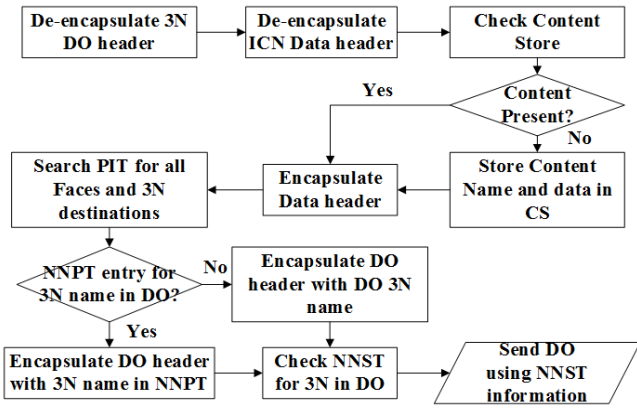 De-encapsulate 3N
DO header
De-encapsulate
ICN Data header
Check Content
Store
Yes
Content
Present?
No
Search PIT for all
Faces and 3N
destinations
Encapsulate
Data header
Store Content
Name and data in
CS
NNPT entry for
3N name in DO?
No
Encapsulate DO
header with DO 3N
name
Yes
Encapsulate DO header
with 3N name in NNPT
Check NNST
for 3N in DO
Send DO
using NNST
information